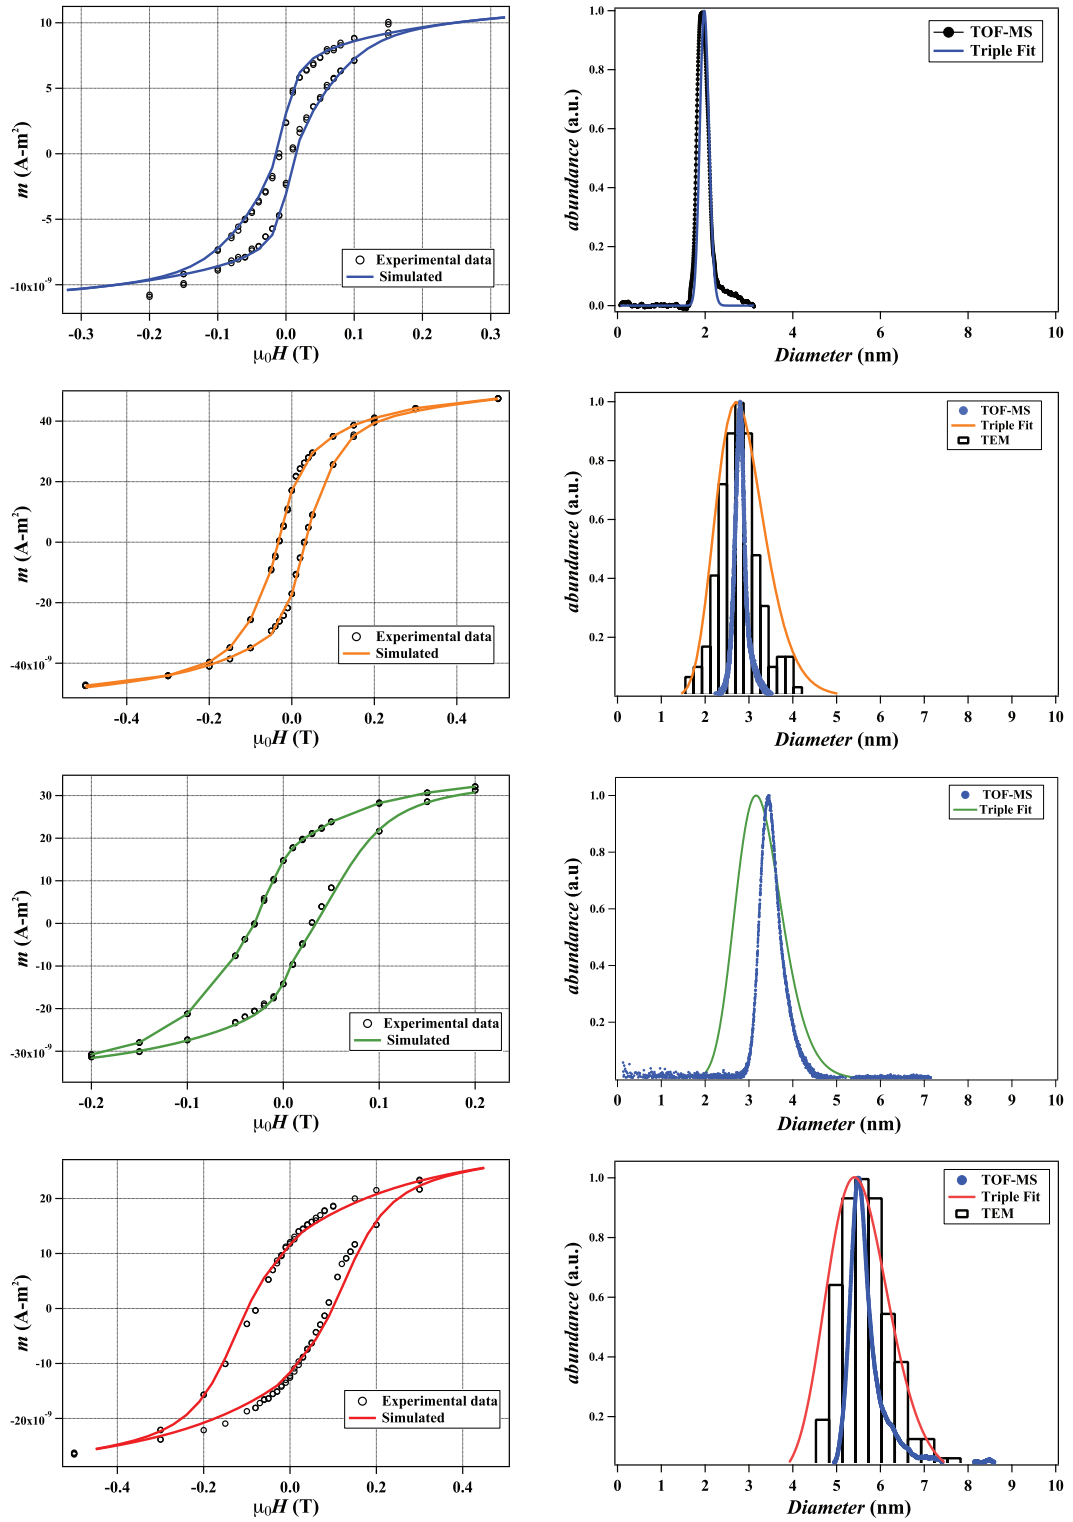 10
5
0
-5
-10x10⁻⁹
m (A-m²)
-0.3 -0.2 -0.1 0.0 0.1 0.2 0.3
μ₀H (T)
Experimental data
Simulated
1.0
0.8
0.6
0.4
0.2
0.0
abundance (a.u.)
0 1 2 3 4 5 6 7 8 9 10
Diameter (nm)
TOF-MS
Triple Fit
40
20
0
-20
-40x10⁻⁹
m (A-m²)
-0.4 -0.2 0.0 0.2 0.4
μ₀H (T)
Experimental data
Simulated
1.0
0.8
0.6
0.4
0.2
abundance (a.u.)
0 1 2 3 4 5 6 7 8 9 10
Diameter (nm)
TOF-MS
Triple Fit
TEM
30
20
10
0
-10
-20
-30x10⁻⁹
m (A-m²)
-0.2 -0.1 0.0 0.1 0.2
μ₀H (T)
Experimental data
Simulated
1.0
0.8
0.6
0.4
0.2
abundance (a.u)
0 1 2 3 4 5 6 7 8 9 10
Diameter (nm)
TOF-MS
Triple Fit
20
10
0
-10
-20x10⁻⁹
m (A-m²)
-0.4 -0.2 0.0 0.2 0.4
μ₀H (T)
Experimental data
Simulated
1.0
0.8
0.6
0.4
0.2
abundance (a.u.)
0 1 2 3 4 5 6 7 8 9 10
Diameter (nm)
TOF-MS
Triple Fit
TEM